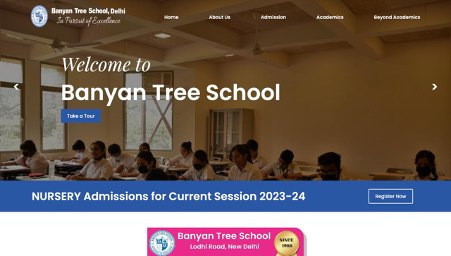 Banyan Tree School, Delhi
In Pursuit of Excellence
Home
About Us
Admission
Academics
Beyond Academics
Welcome to
Banyan Tree School
Take a Tour
NURSERY Admissions for Current Session 2023-24
Register Now
Banyan Tree School
Lodhi Road, New Delhi
SINCE